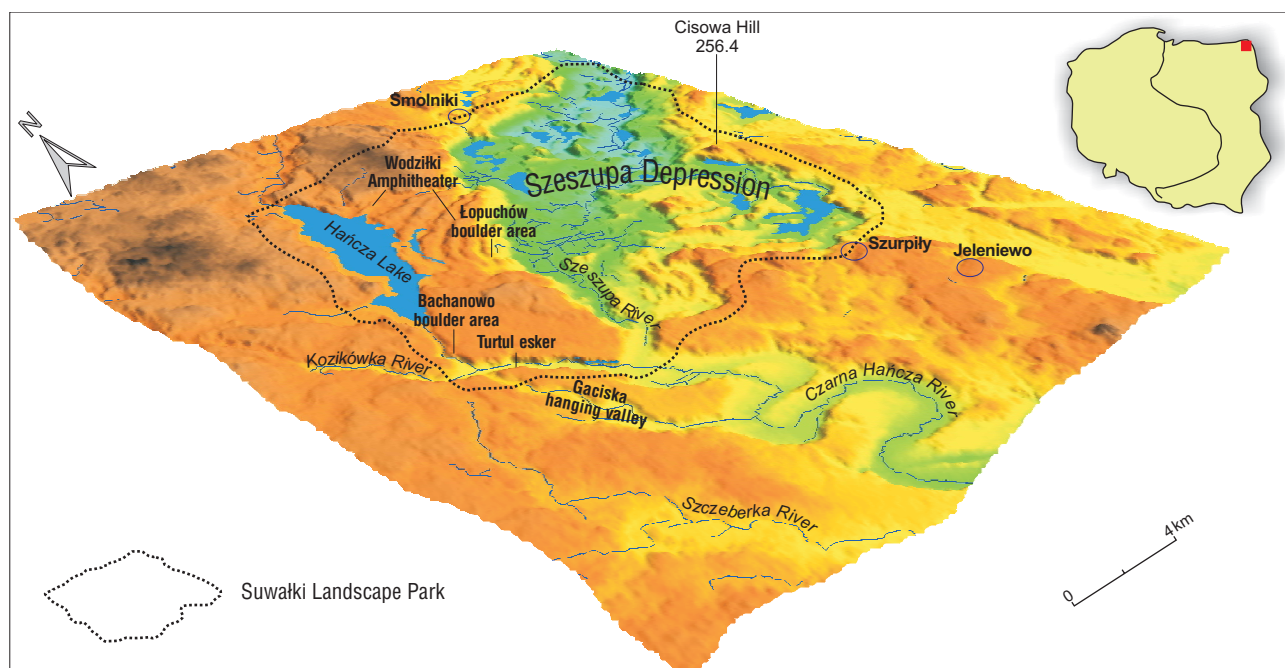 Cisowa Hill
256.4
N
Smolniki
Wodziłki
Amphitheater
Szeszupa Depression
Łopuchów
boulder area
Hańcza Lake
Szurpiły
Jeleniewo
Szeszupa River
Bachanowo
boulder area
Turtul esker
Kozikówka River
Gaciska
hanging valley
Czarna Hańcza River
Szczeberka River
0
4km
Suwałki Landscape Park